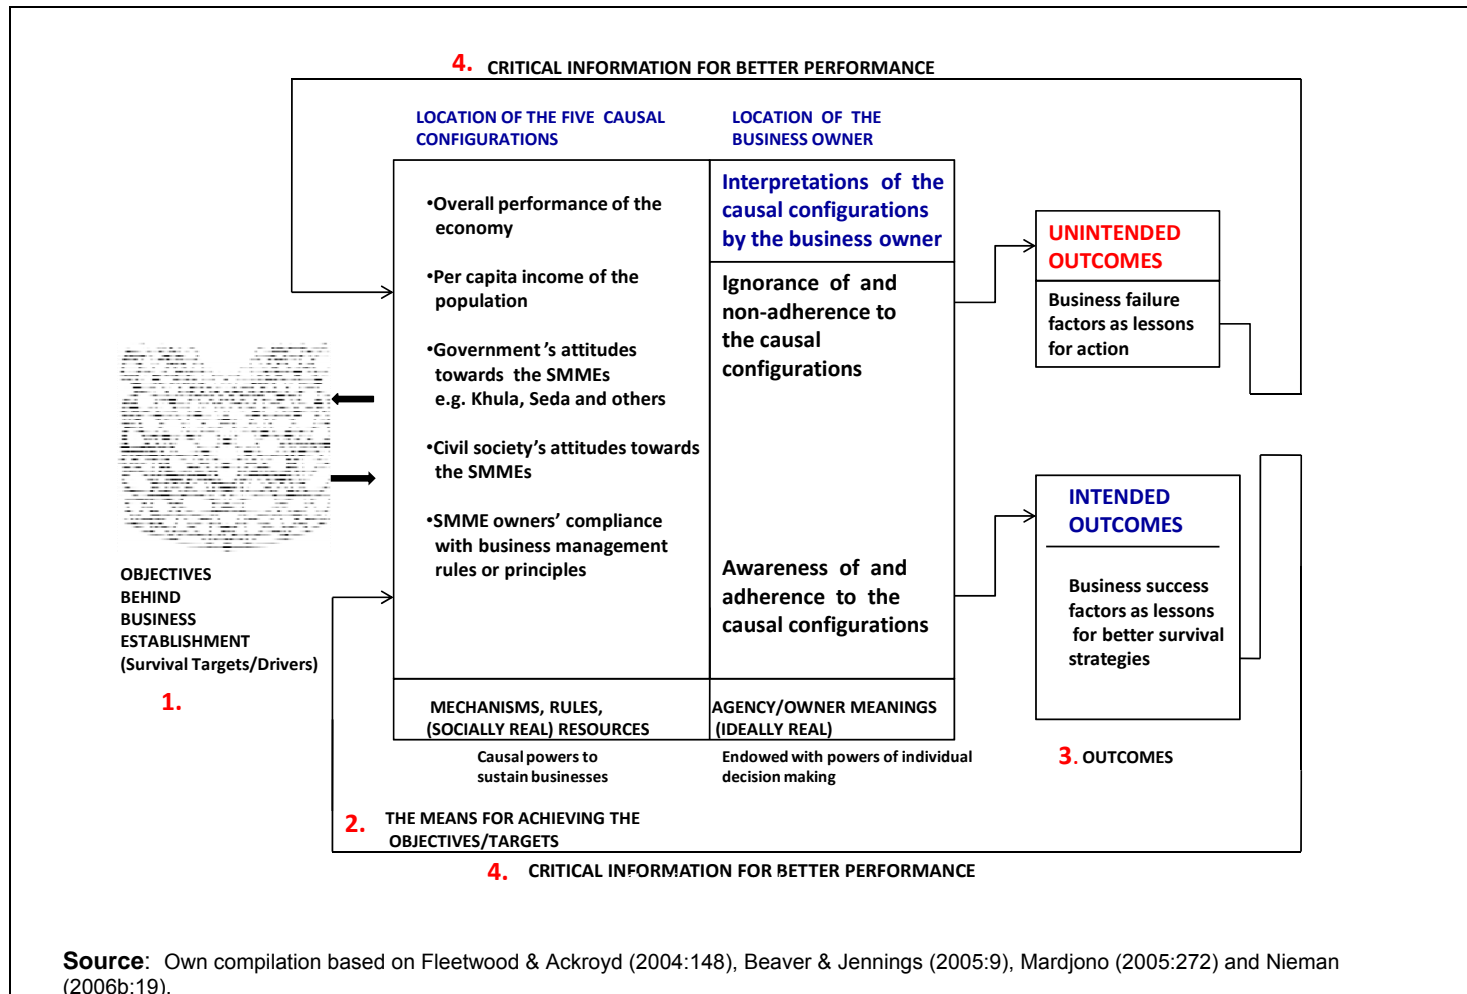 4. CRITICAL INFORMATION FOR BETTER PERFORMANCE
LOCATION OF THE FIVE CAUSAL
CONFIGURATIONS
LOCATION OF THE
BUSINESS OWNER
•Overall performance of the
economy
•Per capita income of the
population
•Government's attitudes
towards the SMMEs
e.g. Khula, Seda and others
•Civil society's attitudes towards
the SMMEs
•SMME owners' compliance
with business management
rules or principles
Interpretations of the
causal configurations
by the business owner
Ignorance of and
non-adherence to
the causal
configurations
Awareness of and
adherence to the
causal configurations
UNINTENDED
OUTCOMES
Business failure
factors as lessons
for action
INTENDED
OUTCOMES
Business success
factors as lessons
for better survival
strategies
OBJECTIVES
BEHIND
BUSINESS
ESTABLISHMENT
(Survival Targets/Drivers)
1.
MECHANISMS, RULES,
(SOCIALLY REAL) RESOURCES
AGENCY/OWNER MEANINGS
(IDEALLY REAL)
Causal powers to
sustain businesses
Endowed with powers of individual
decision making
3. OUTCOMES
2. THE MEANS FOR ACHIEVING THE
OBJECTIVES/TARGETS
4. CRITICAL INFORMATION FOR BETTER PERFORMANCE
Source: Own compilation based on Fleetwood & Ackroyd (2004:148), Beaver & Jennings (2005:9), Mardjono (2005:272) and Nieman
(2006b:19).